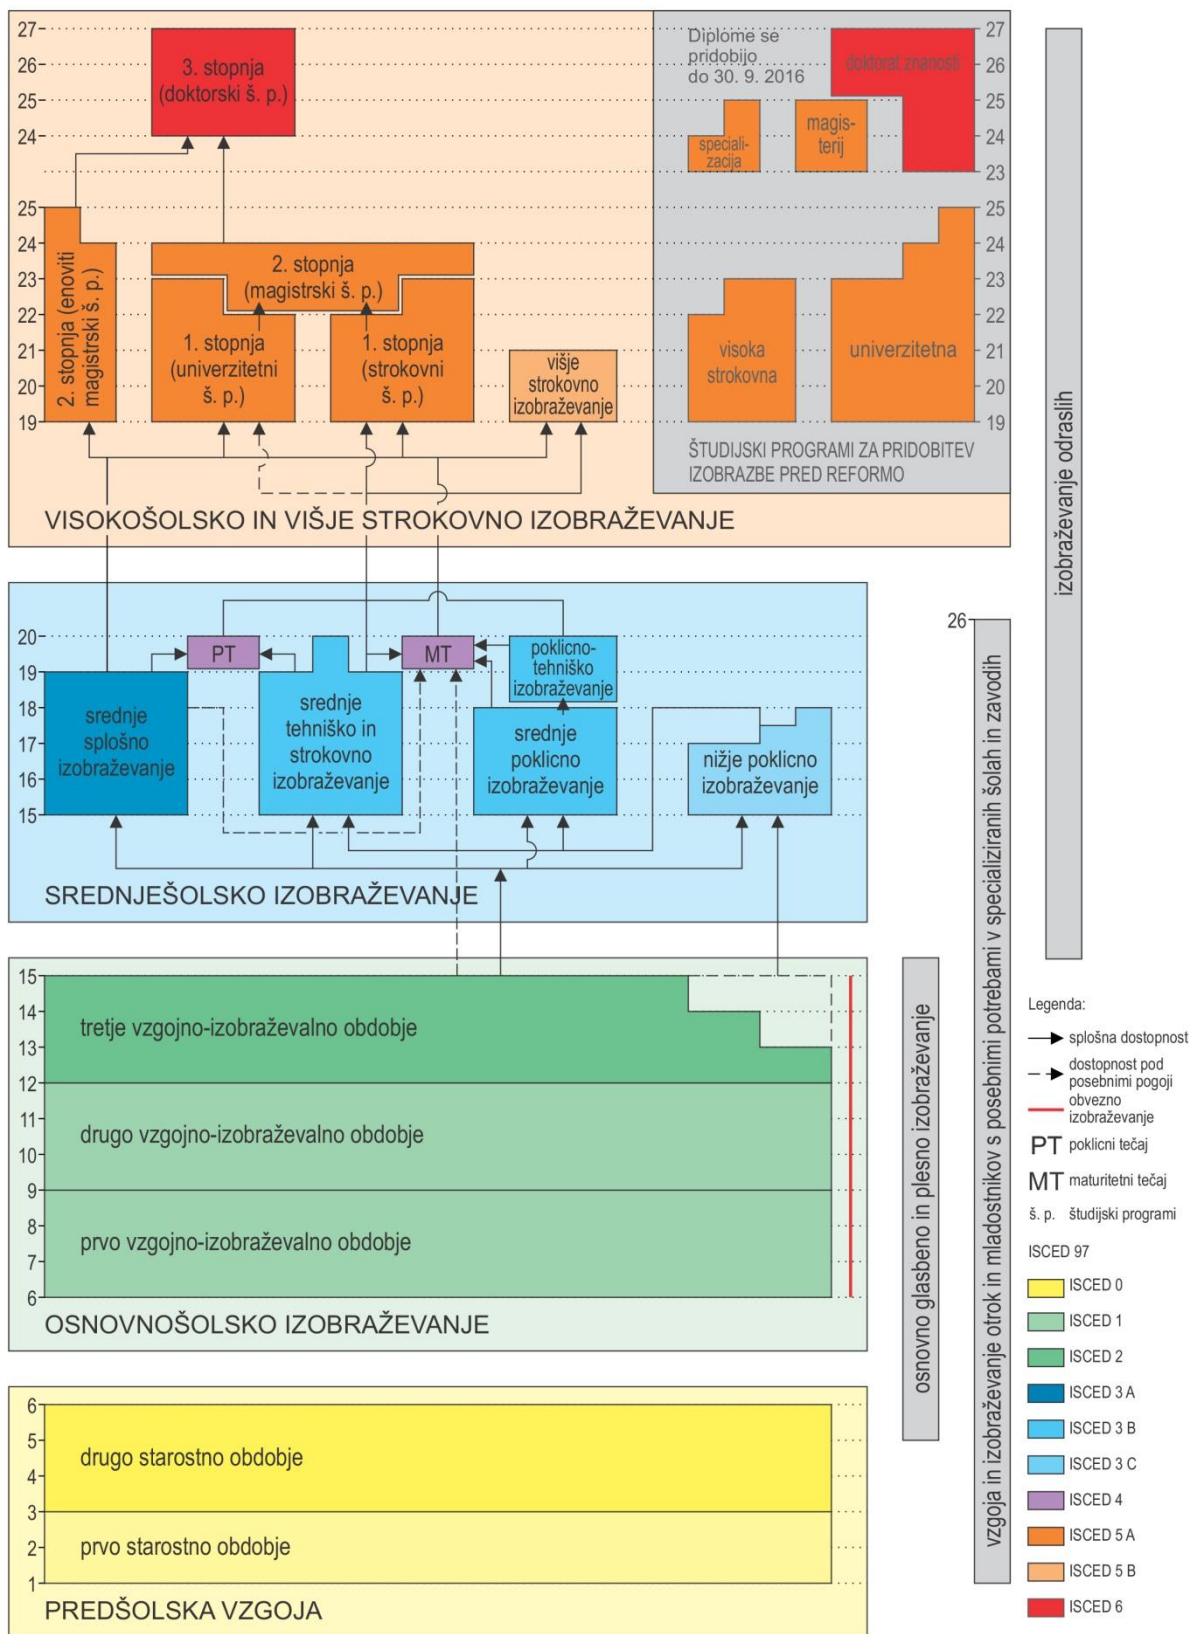 27
26
25
24
25
24
23
22
21
20
19
3. stopnja
(doktorski š. p.)
2. stopnja (enoviti
magistrski š. p.)
2. stopnja
(magistrski š. p.)
1. stopnja
(univerzitetni
š. p.)
1. stopnja
(strokovni
š. p.)
višje
strokovno
izobraževanje
Diplome se
pridobijo
do 30. 9. 2016
doktorat znanosti
speciali-
zacija
magis-
terij
visoka
strokovna
univerzitetna
27
26
25
24
23
25
24
23
22
21
20
19
ŠTUDIJSKI PROGRAMI ZA PRIDOBITEV
IZOBRAZBE PRED REFORMO
VISOKOŠOLSKO IN VIŠJE STROKOVNO IZOBRAŽEVANJE
20
19
18
17
16
15
PT
MT
poklicno-
tehniško
izobraževanje
srednje
splošno
izobraževanje
srednje
tehniško in
strokovno
izobraževanje
srednje
poklicno
izobraževanje
nižje poklicno
izobraževanje
SREDNJEŠOLSKO IZOBRAŽEVANJE
15
14
13
12
11
10
9
8
7
6
tretje vzgojno-izobraževalno obdobje
drugo vzgojno-izobraževalno obdobje
prvo vzgojno-izobraževalno obdobje
OSNOVNOŠOLSKO IZOBRAŽEVANJE
6
5
4
3
2
1
drugo starostno obdobje
prvo starostno obdobje
PREDŠOLSKA VZGOJA
osnovno glasbeno in plesno izobraževanje
26
vzgoja in izobraževanje otrok in mladostnikov s posebnimi potrebami v specializiranih šolah in zavodih
izobraževanje odraslih
Legenda:
splošna dostopnost
dostopnost pod
posebnimi pogoji
obvezno
izobraževanje
PT poklicni tečaj
MT maturitetni tečaj
š. p. študijski programi
ISCED 97
ISCED 0
ISCED 1
ISCED 2
ISCED 3 A
ISCED 3 B
ISCED 3 C
ISCED 4
ISCED 5 A
ISCED 5 B
ISCED 6